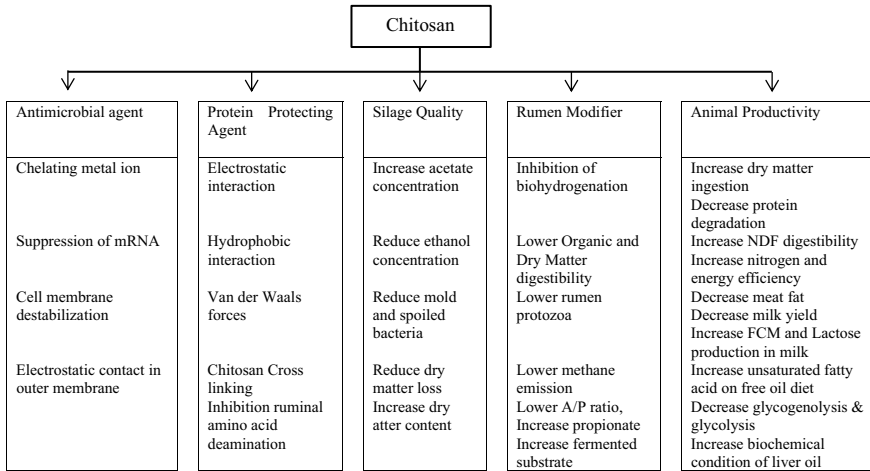 Chitosan
Antimicrobial agent
Chelating metal ion
Suppression of mRNA
Cell membrane
destabilization
Electrostatic contact in
outer membrane
Protein Protecting
Agent
Electrostatic
interaction
Hydrophobic
interaction
Van der Waals
forces
Chitosan Cross
linking
Inhibition ruminal
amino acid
deamination
Silage Quality
Increase acetate
concentration
Reduce ethanol
concentration
Reduce mold
and spoiled
bacteria
Reduce dry
matter loss
Increase dry
atter content
Rumen Modifier
Inhibition of
biohydrogenation
Lower Organic and
Dry Matter
digestibility
Lower rumen
protozoa
Lower methane
emission
Lower A/P ratio,
Increase propionate
Increase fermented
substrate
Animal Productivity
Increase dry matter
ingestion
Decrease protein
degradation
Increase NDF digestibility
Increase nitrogen and
energy efficiency
Decrease meat fat
Decrease milk yield
Increase FCM and Lactose
production in milk
Increase unsaturated fatty
acid on free oil diet
Decrease glycogenolysis &
glycolysis
Increase biochemical
condition of liver oil